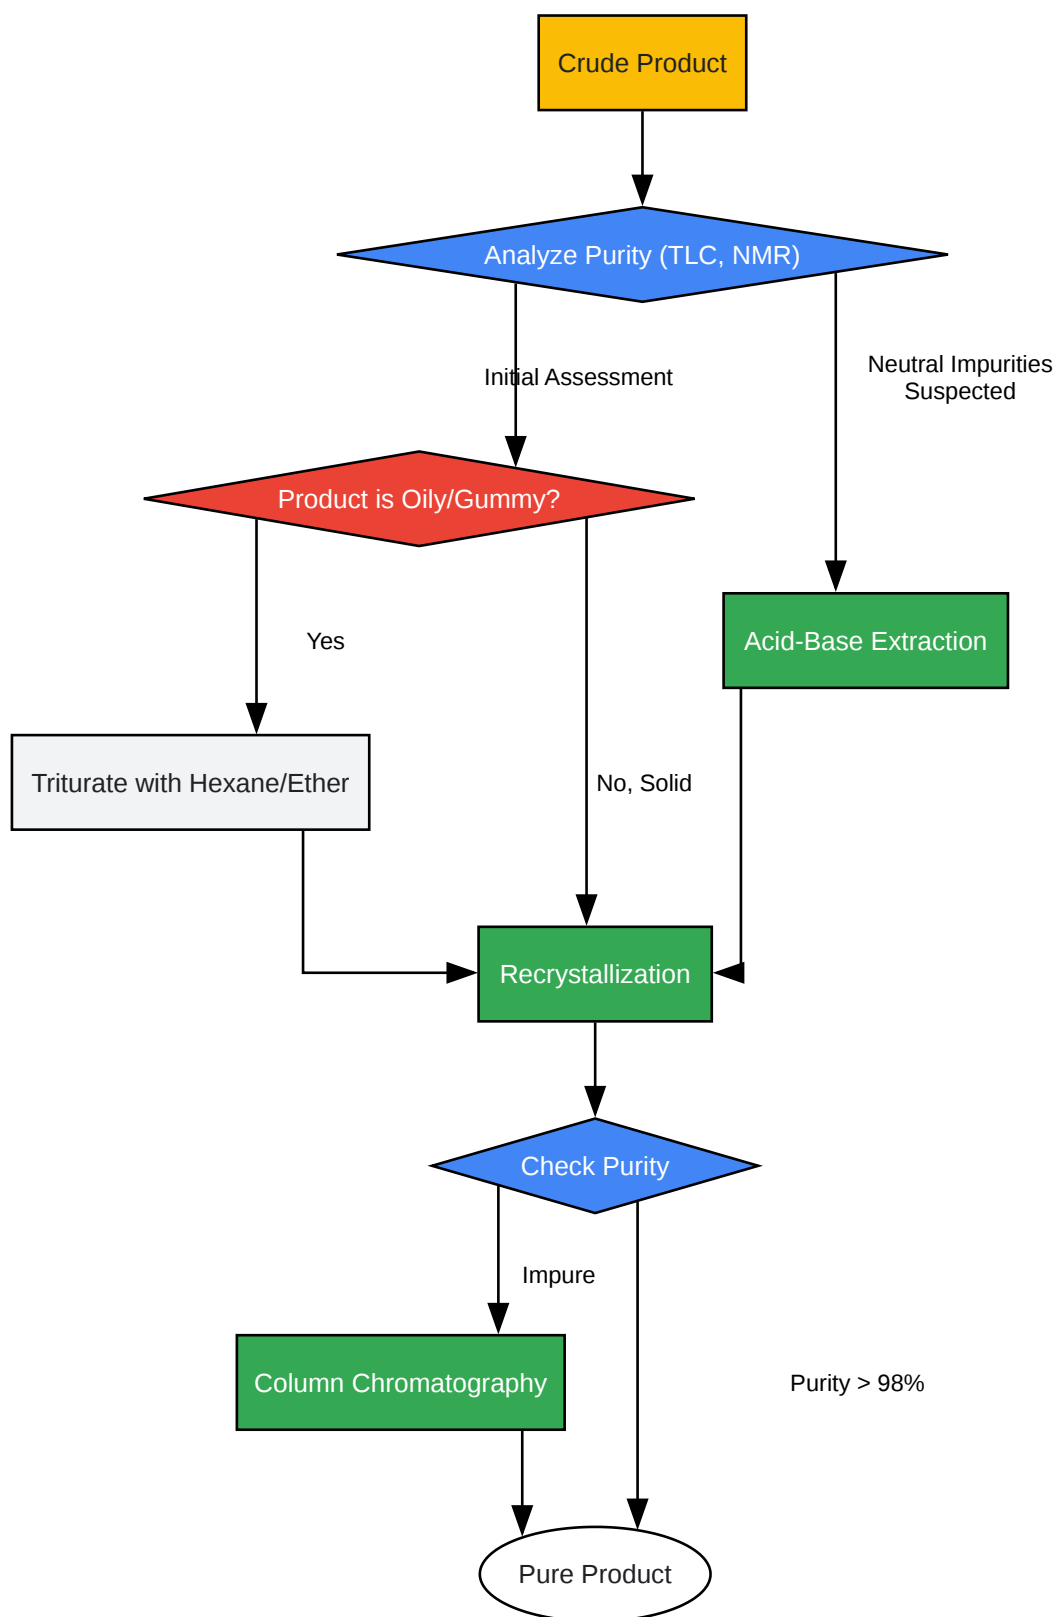 Crude Product
Analyze Purity (TLC, NMR)
Initial Assessment
Neutral Impurities
Suspected
Product is Oily/Gummy?
Yes
Acid-Base Extraction
Triturate with Hexane/Ether
No, Solid
Recrystallization
Check Purity
Impure
Column Chromatography
Purity > 98%
Pure Product